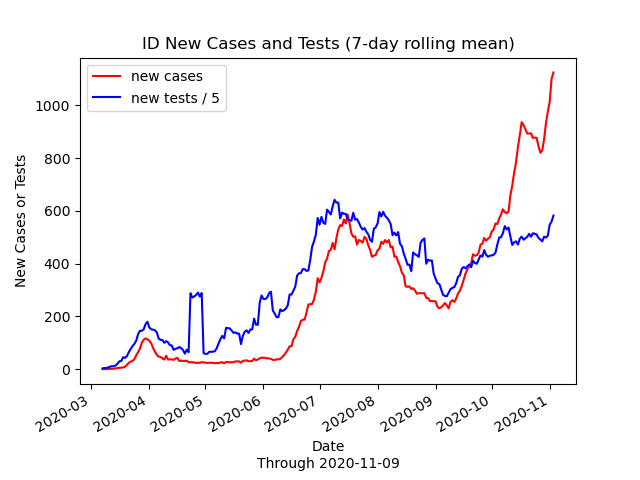 ID New Cases and Tests (7-day rolling mean)
new cases
new tests / 5
New Cases or Tests
1000
800
600
400
200
0
2020-03
2020-04
2020-05
2020-06
2020-07
2020-08
2020-09
2020-10
2020-11
Date
Through 2020-11-09